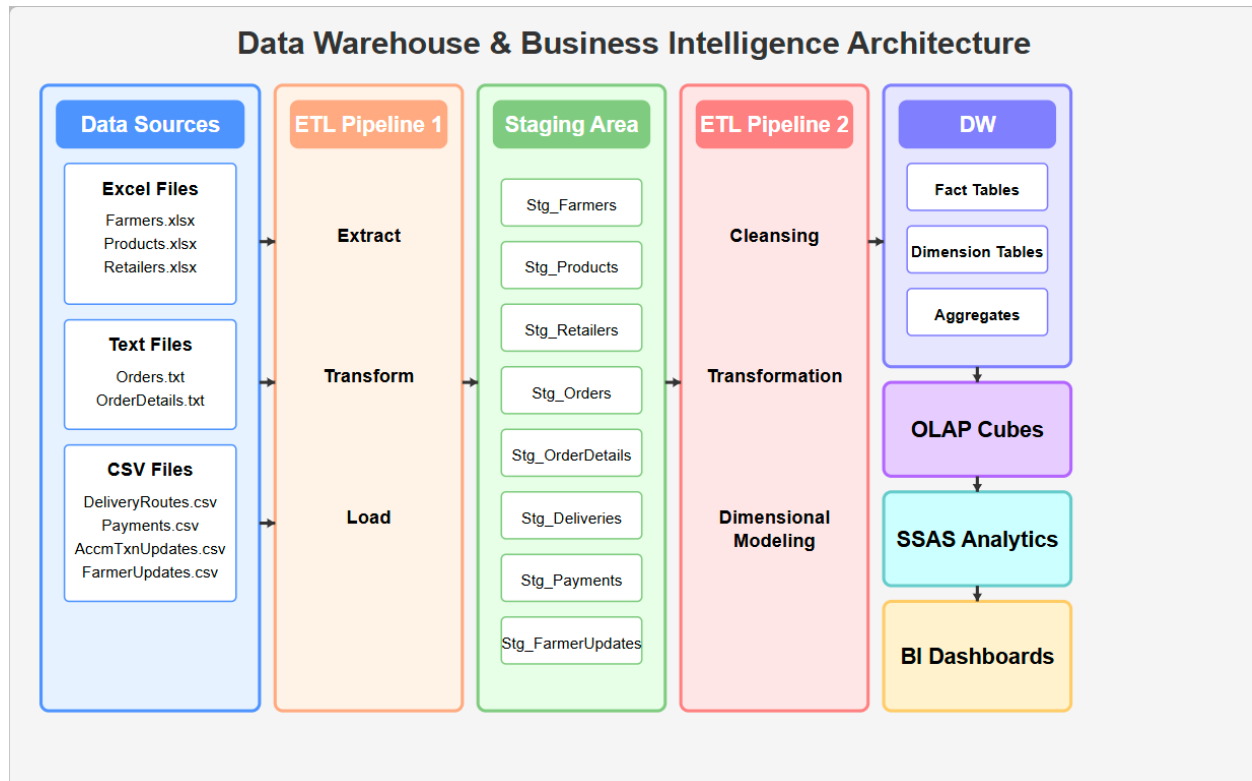 Data Warehouse & Business Intelligence Architecture
Data Sources
Excel Files
Farmers.xlsx
Products.xlsx
Retailers.xlsx
Text Files
Orders.txt
OrderDetails.txt
CSV Files
DeliveryRoutes.csv
Payments.csv
AccmTxnUpdates.csv
FarmerUpdates.csv
ETL Pipeline 1
Extract
Transform
Load
Staging Area
Stg_Farmers
Stg_Products
Stg_Retailers
Stg_Orders
Stg_OrderDetails
Stg_Deliveries
Stg_Payments
Stg_FarmerUpdates
ETL Pipeline 2
Cleansing
Transformation
Dimensional
Modeling
DW
Fact Tables
Dimension Tables
Aggregates
OLAP Cubes
SSAS Analytics
BI Dashboards